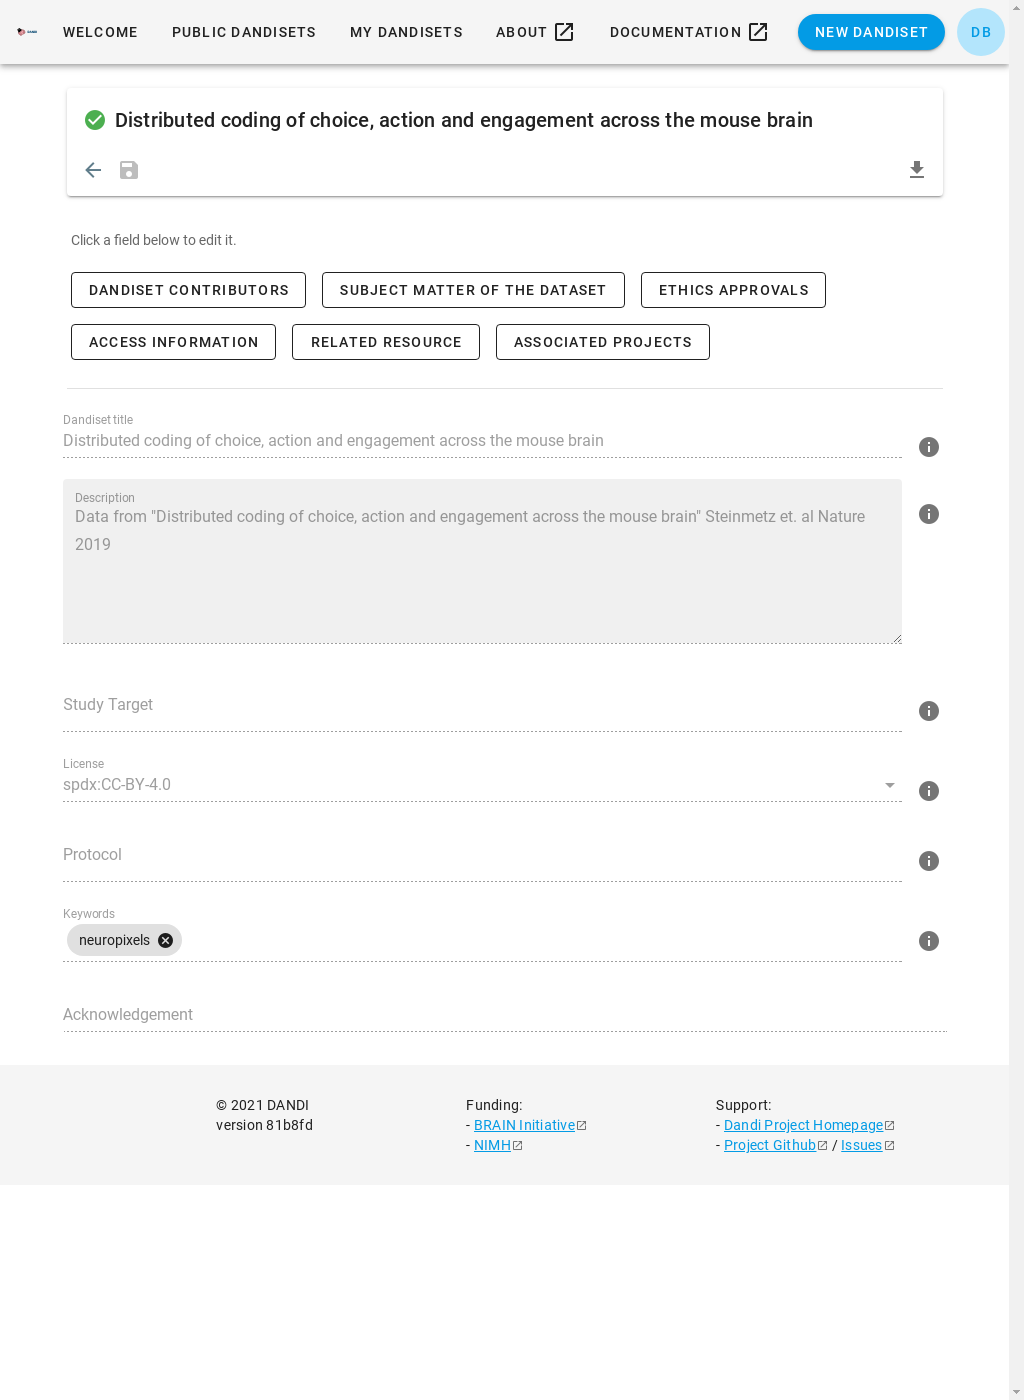 WELCOME PUBLIC DANDISETS MY DANDISETS ABOUT DOCUMENTATION NEW DANDISET DB
Distributed coding of choice, action and engagement across the mouse brain
Click a field below to edit it.
DANDISET CONTRIBUTORS SUBJECT MATTER OF THE DATASET ETHICS APPROVALS
ACCESS INFORMATION RELATED RESOURCE ASSOCIATED PROJECTS
Dandiset title
Distributed coding of choice, action and engagement across the mouse brain
Description
Data from "Distributed coding of choice, action and engagement across the mouse brain" Steinmetz et. al Nature
2019
Study Target
License
spdx:CC-BY-4.0
Protocol
Keywords
neuropixels
Acknowledgement
© 2021 DANDI
version 81b8fd
Funding:
- BRAIN Initiative
- NIMH
Support:
- Dandi Project Homepage
- Project Github / Issues